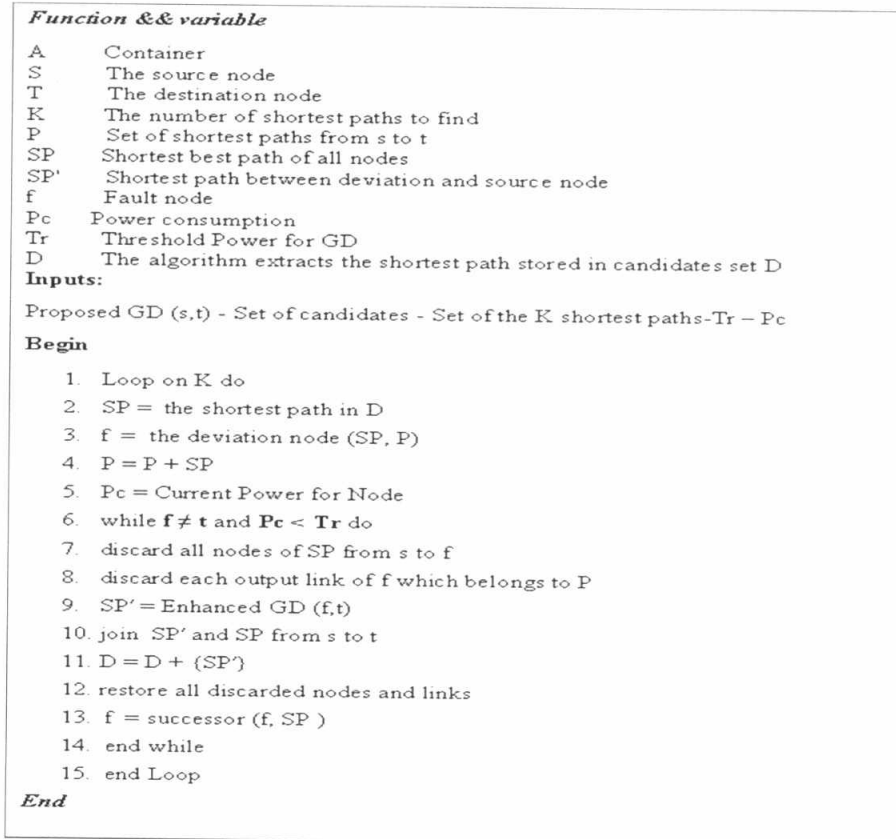 Function && variable
A Container
S The source node
T The destination node
K The number of shortest paths to find
P Set of shortest paths from s to t
SP Shortest best path of all nodes
SP' Shortest path between deviation and source node
f Fault node
Pc Power consumption
Tr Threshold Power for GD
D The algorithm extracts the shortest path stored in candidates set D
Inputs:
Proposed GD (s,t) - Set of candidates - Set of the K shortest paths-Tr – Pc
Begin
1. Loop on K do
2. SP = the shortest path in D
3. f = the deviation node (SP, P)
4. P = P + SP
5. Pc = Current Power for Node
6. while f ≠ t and Pc < Tr do
7. discard all nodes of SP from s to f
8. discard each output link of f which belongs to P
9. SP′ = Enhanced GD (f,t)
10. join SP′ and SP from s to t
11. D = D + {SP′}
12. restore all discarded nodes and links
13. f = successor (f, SP )
14. end while
15. end Loop
End